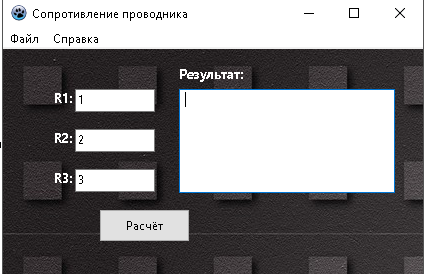 Сопротивление проводника
Файл Справка
Результат:
R1: 1
R2: 2
R3: 3
Расчёт